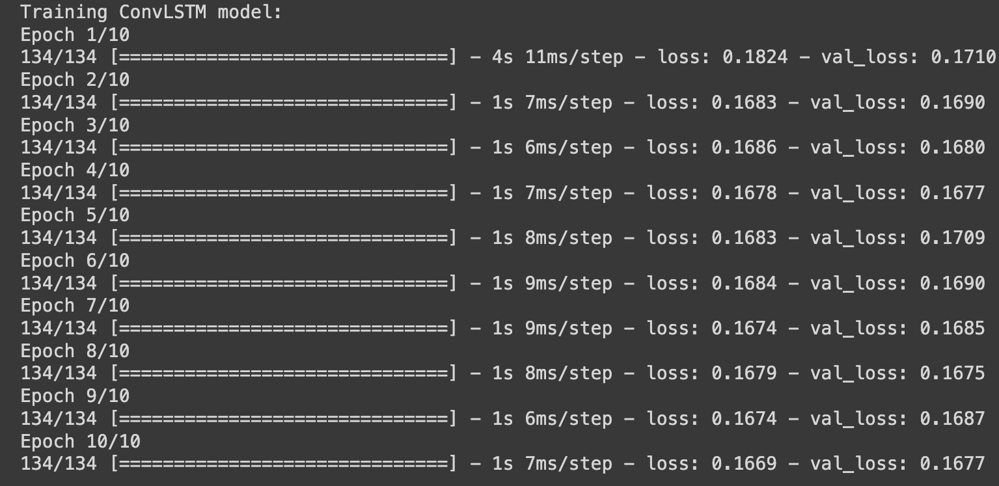 Training ConvLSTM model:
Epoch 1/10
134/134 [==============================] - 4s 11ms/step - loss: 0.1824 - val_loss: 0.1710
Epoch 2/10
134/134 [==============================] - 1s 7ms/step - loss: 0.1683 - val_loss: 0.1690
Epoch 3/10
134/134 [==============================] - 1s 6ms/step - loss: 0.1686 - val_loss: 0.1680
Epoch 4/10
134/134 [==============================] - 1s 7ms/step - loss: 0.1678 - val_loss: 0.1677
Epoch 5/10
134/134 [==============================] - 1s 8ms/step - loss: 0.1683 - val_loss: 0.1709
Epoch 6/10
134/134 [==============================] - 1s 9ms/step - loss: 0.1684 - val_loss: 0.1690
Epoch 7/10
134/134 [==============================] - 1s 9ms/step - loss: 0.1674 - val_loss: 0.1685
Epoch 8/10
134/134 [==============================] - 1s 8ms/step - loss: 0.1679 - val_loss: 0.1675
Epoch 9/10
134/134 [==============================] - 1s 6ms/step - loss: 0.1674 - val_loss: 0.1687
Epoch 10/10
134/134 [==============================] - 1s 7ms/step - loss: 0.1669 - val_loss: 0.1677